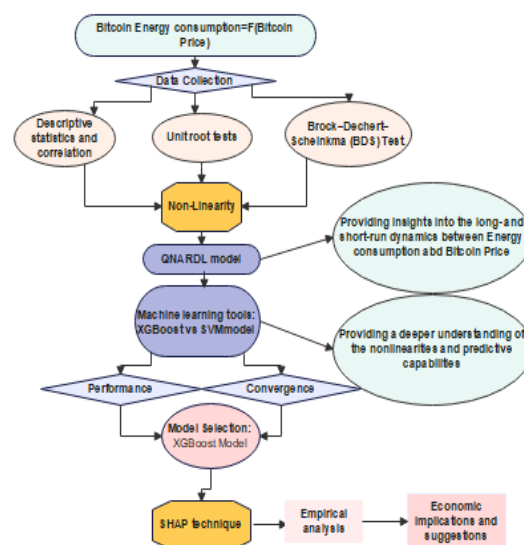 Bitcoin Energy consumption=F(Bitcoin
Price)
Data Collection
Descriptive
statistics and
correlation
Unit root tests
Brock–Dechert–
Scheinkma (BDS) Test.
Non-Linearity
Providing insights into the long-and
short-run dynamics between Energy
consumption abd Bitcoin Price
QNARDL model
Machine learning tools:
XGBoost vs SVMmodel
Providing a deeper understanding of
the nonlinearities and predictive
capabilities
Performance
Convergence
Model Selection:
XGBoost Model
SHAP technique
Empirical
analysis
Economic
implications and
suggestions